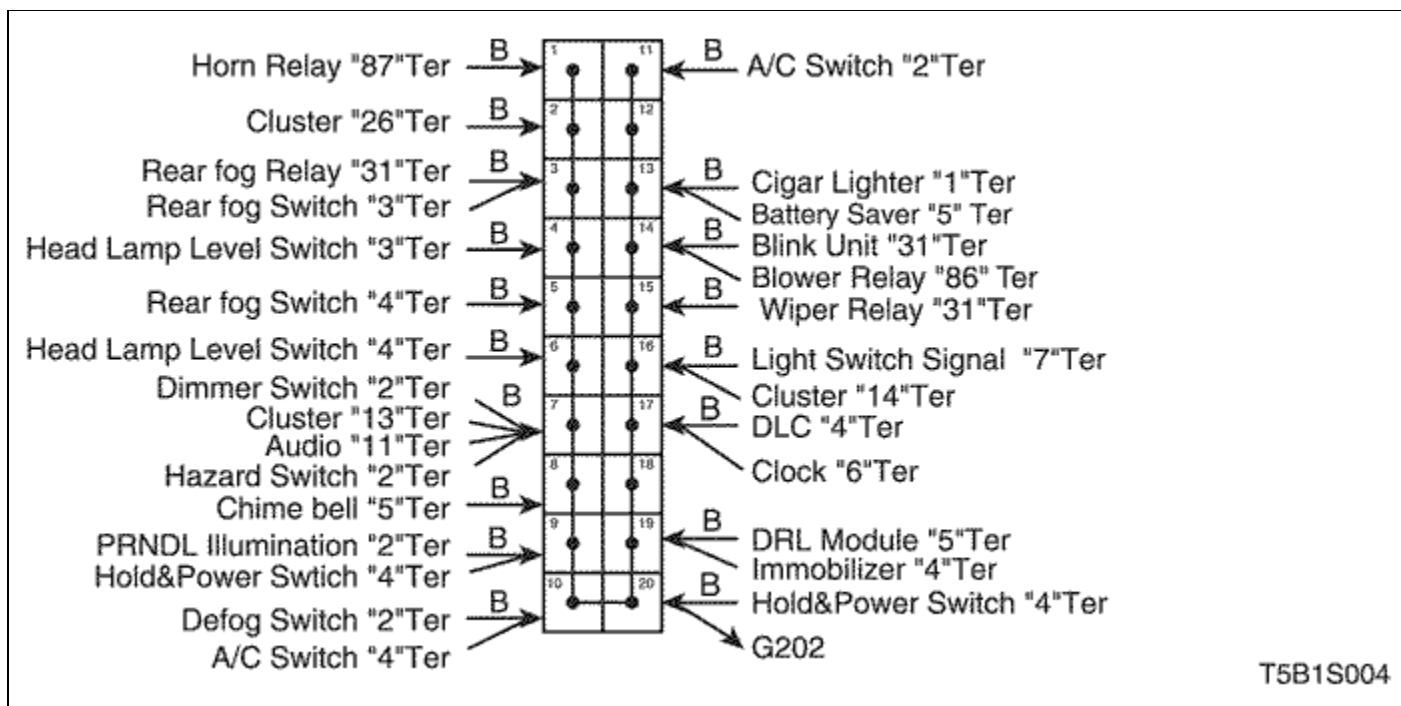 Horn Relay "87"Ter B 1 11 B A/C Switch "2"Ter
Cluster "26"Ter B 2 12
Rear fog Relay "31"Ter B 3 13 B Cigar Lighter "1"Ter
Rear fog Switch "3"Ter Battery Saver "5" Ter
Head Lamp Level Switch "3"Ter B 4 14 B Blink Unit "31"Ter
Blower Relay "86" Ter
Rear fog Switch "4"Ter B 5 15 B Wiper Relay "31"Ter
Head Lamp Level Switch "4"Ter B 6 16 B Light Switch Signal "7"Ter
Dimmer Switch "2"Ter Cluster "14"Ter
Cluster "13"Ter B 7 17 B DLC "4"Ter
Audio "11"Ter
Hazard Switch "2"Ter Clock "6"Ter
Chime bell "5"Ter B 8 18
PRNDL Illumination "2"Ter B 9 19 B DRL Module "5"Ter
Hold&Power Swtich "4"Ter Immobilizer "4"Ter
Defog Switch "2"Ter B 10 20 B Hold&Power Switch "4"Ter
A/C Switch "4"Ter G202
T5B1S004